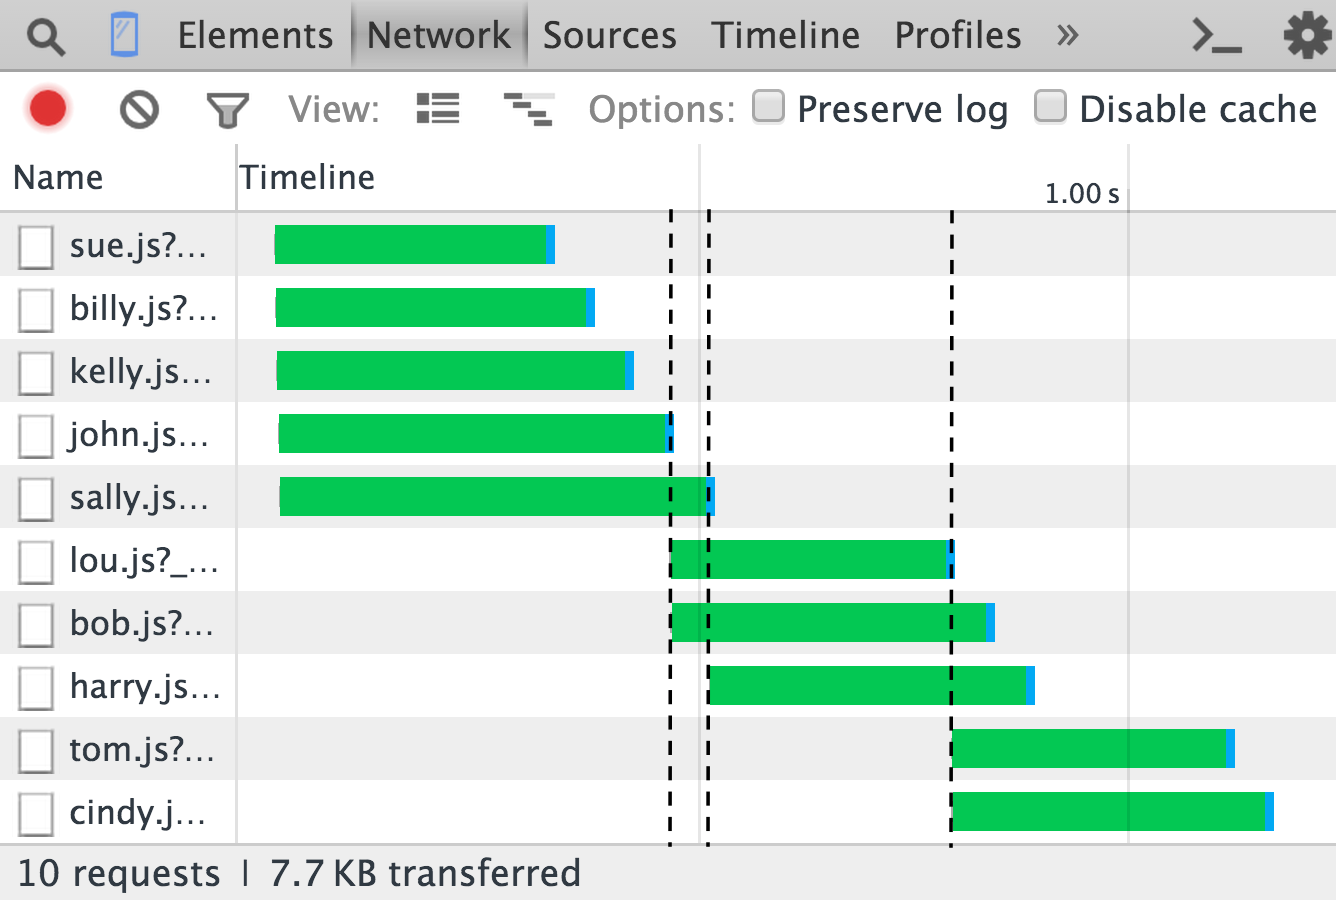 Elements Network Sources Timeline Profiles »
View: Options: Preserve log Disable cache
Name Timeline
1.00 s
sue.js?...
billy.js?...
kelly.js...
john.js...
sally.js...
lou.js?_...
bob.js?...
harry.js...
tom.js?...
cindy.j...
10 requests | 7.7 KB transferred